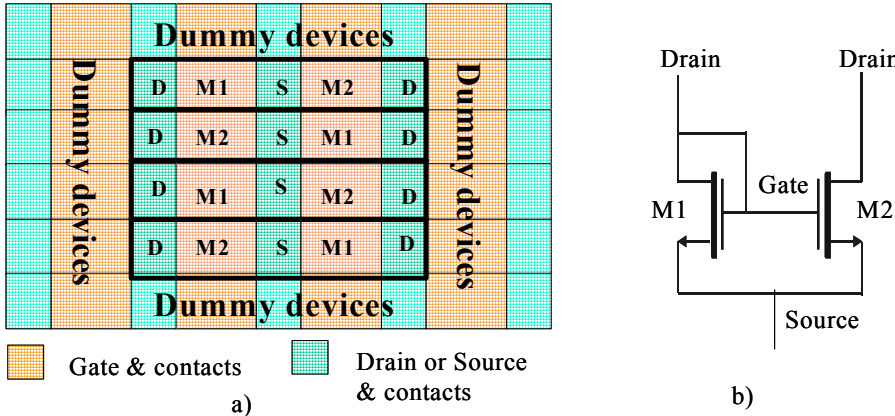 Dummy devices
Dummy devices
Dummy devices
D M1 S M2 D
D M2 S M1 D
D M1 S M2 D
D M2 S M1 D
Dummy devices
Gate & contacts
Drain or Source
& contacts
a)
Drain
Drain
Gate
M1
M2
Source
b)